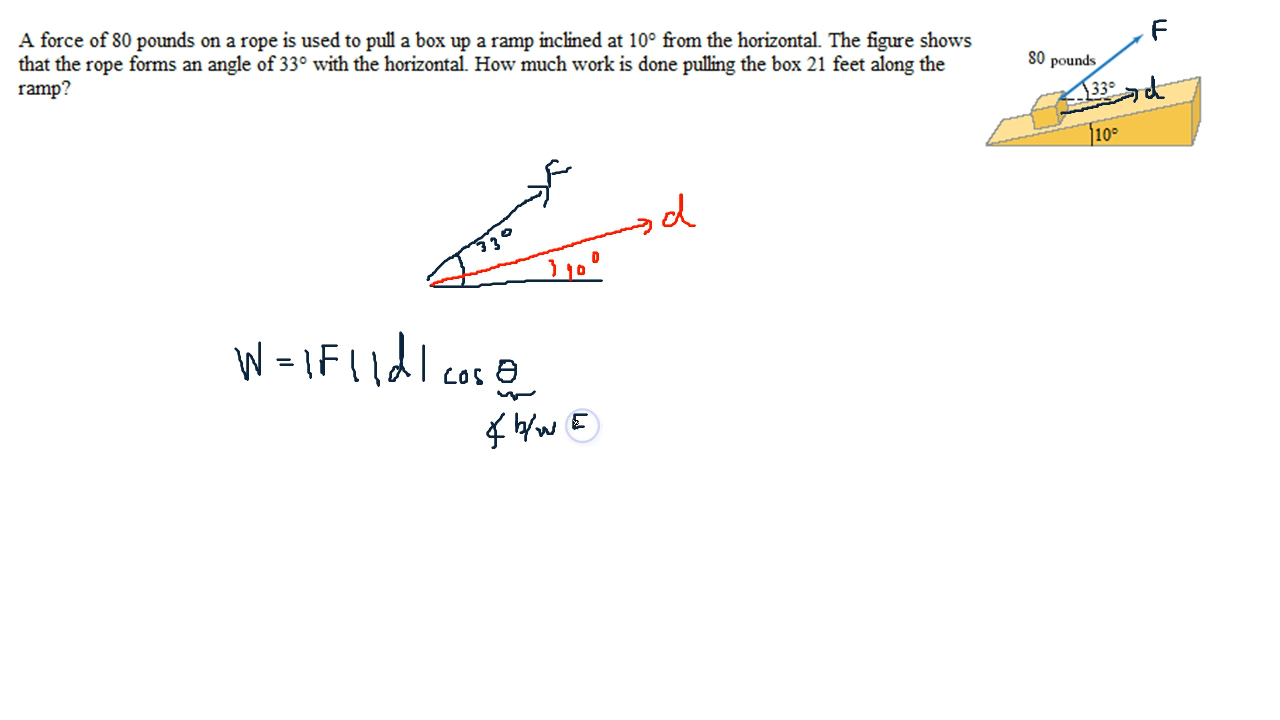 A force of 80 pounds on a rope is used to pull a box up a ramp inclined at 10° from the horizontal. The figure shows
that the rope forms an angle of 33° with the horizontal. How much work is done pulling the box 21 feet along the
ramp?
F
80 pounds
33°
d
10°
F
d
33°
10°
W = |F||d| cos θ
∡ b/w F